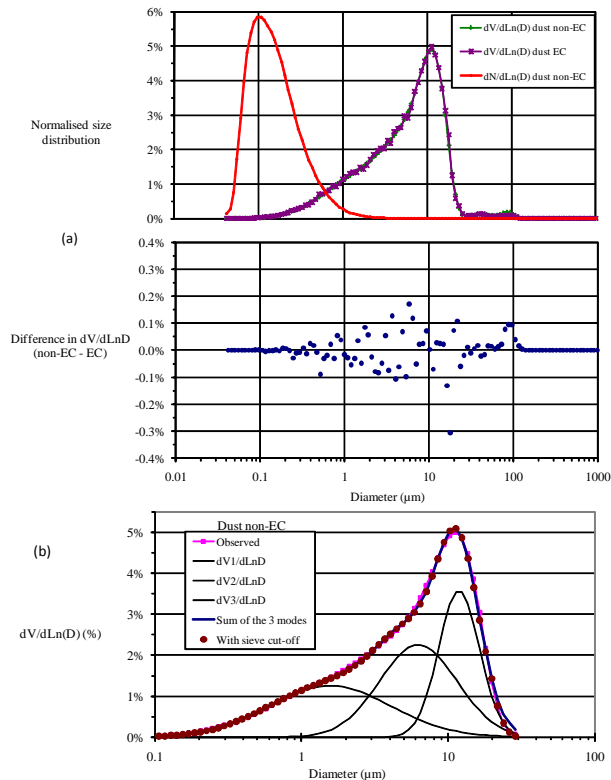 6%
5%
4%
3%
2%
1%
0%
Normalised size
distribution
dV/dLn(D) dust non-EC
dV/dLn(D) dust EC
dN/Ln(D) dust non-EC
(a)
0.4%
0.3%
0.2%
0.1%
0.0%
-0.1%
-0.2%
-0.3%
-0.4%
Difference in dV/dLnD
(non-EC - EC)
0.01 0.1 1 10 100 1000
Diameter (µm)
(b)
5%
4%
3%
2%
1%
0%
dV/dLn(D) (%)
Dust non-EC
Observed
dV1/dLnD
dV2/dLnD
dV3/dLnD
Sum of the 3 modes
With sieve cut-off
0.1 1 10 100
Diameter (µm)